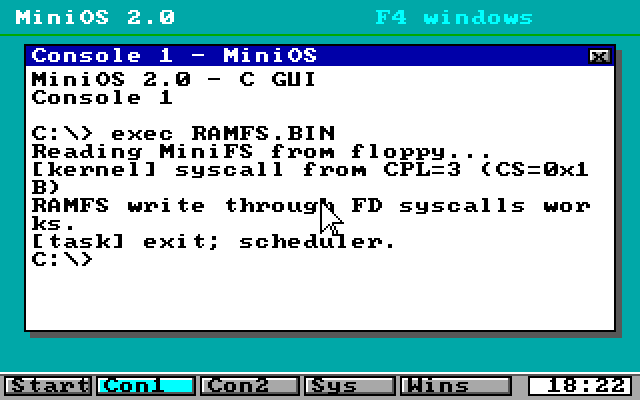 MiniOS 2.0
F4 windows
Console 1 - MiniOS
MiniOS 2.0 - C GUI
Console 1
C:\> exec RAMFS.BIN
Reading MiniFS from floppy...
[kernel] syscall from CPL=3 (CS=0x1
B)
RAMFS write through FD syscalls wor
ks.
[task] exit; scheduler.
C:\>
Start
Con1
Con2
Sys
Wins
18:22